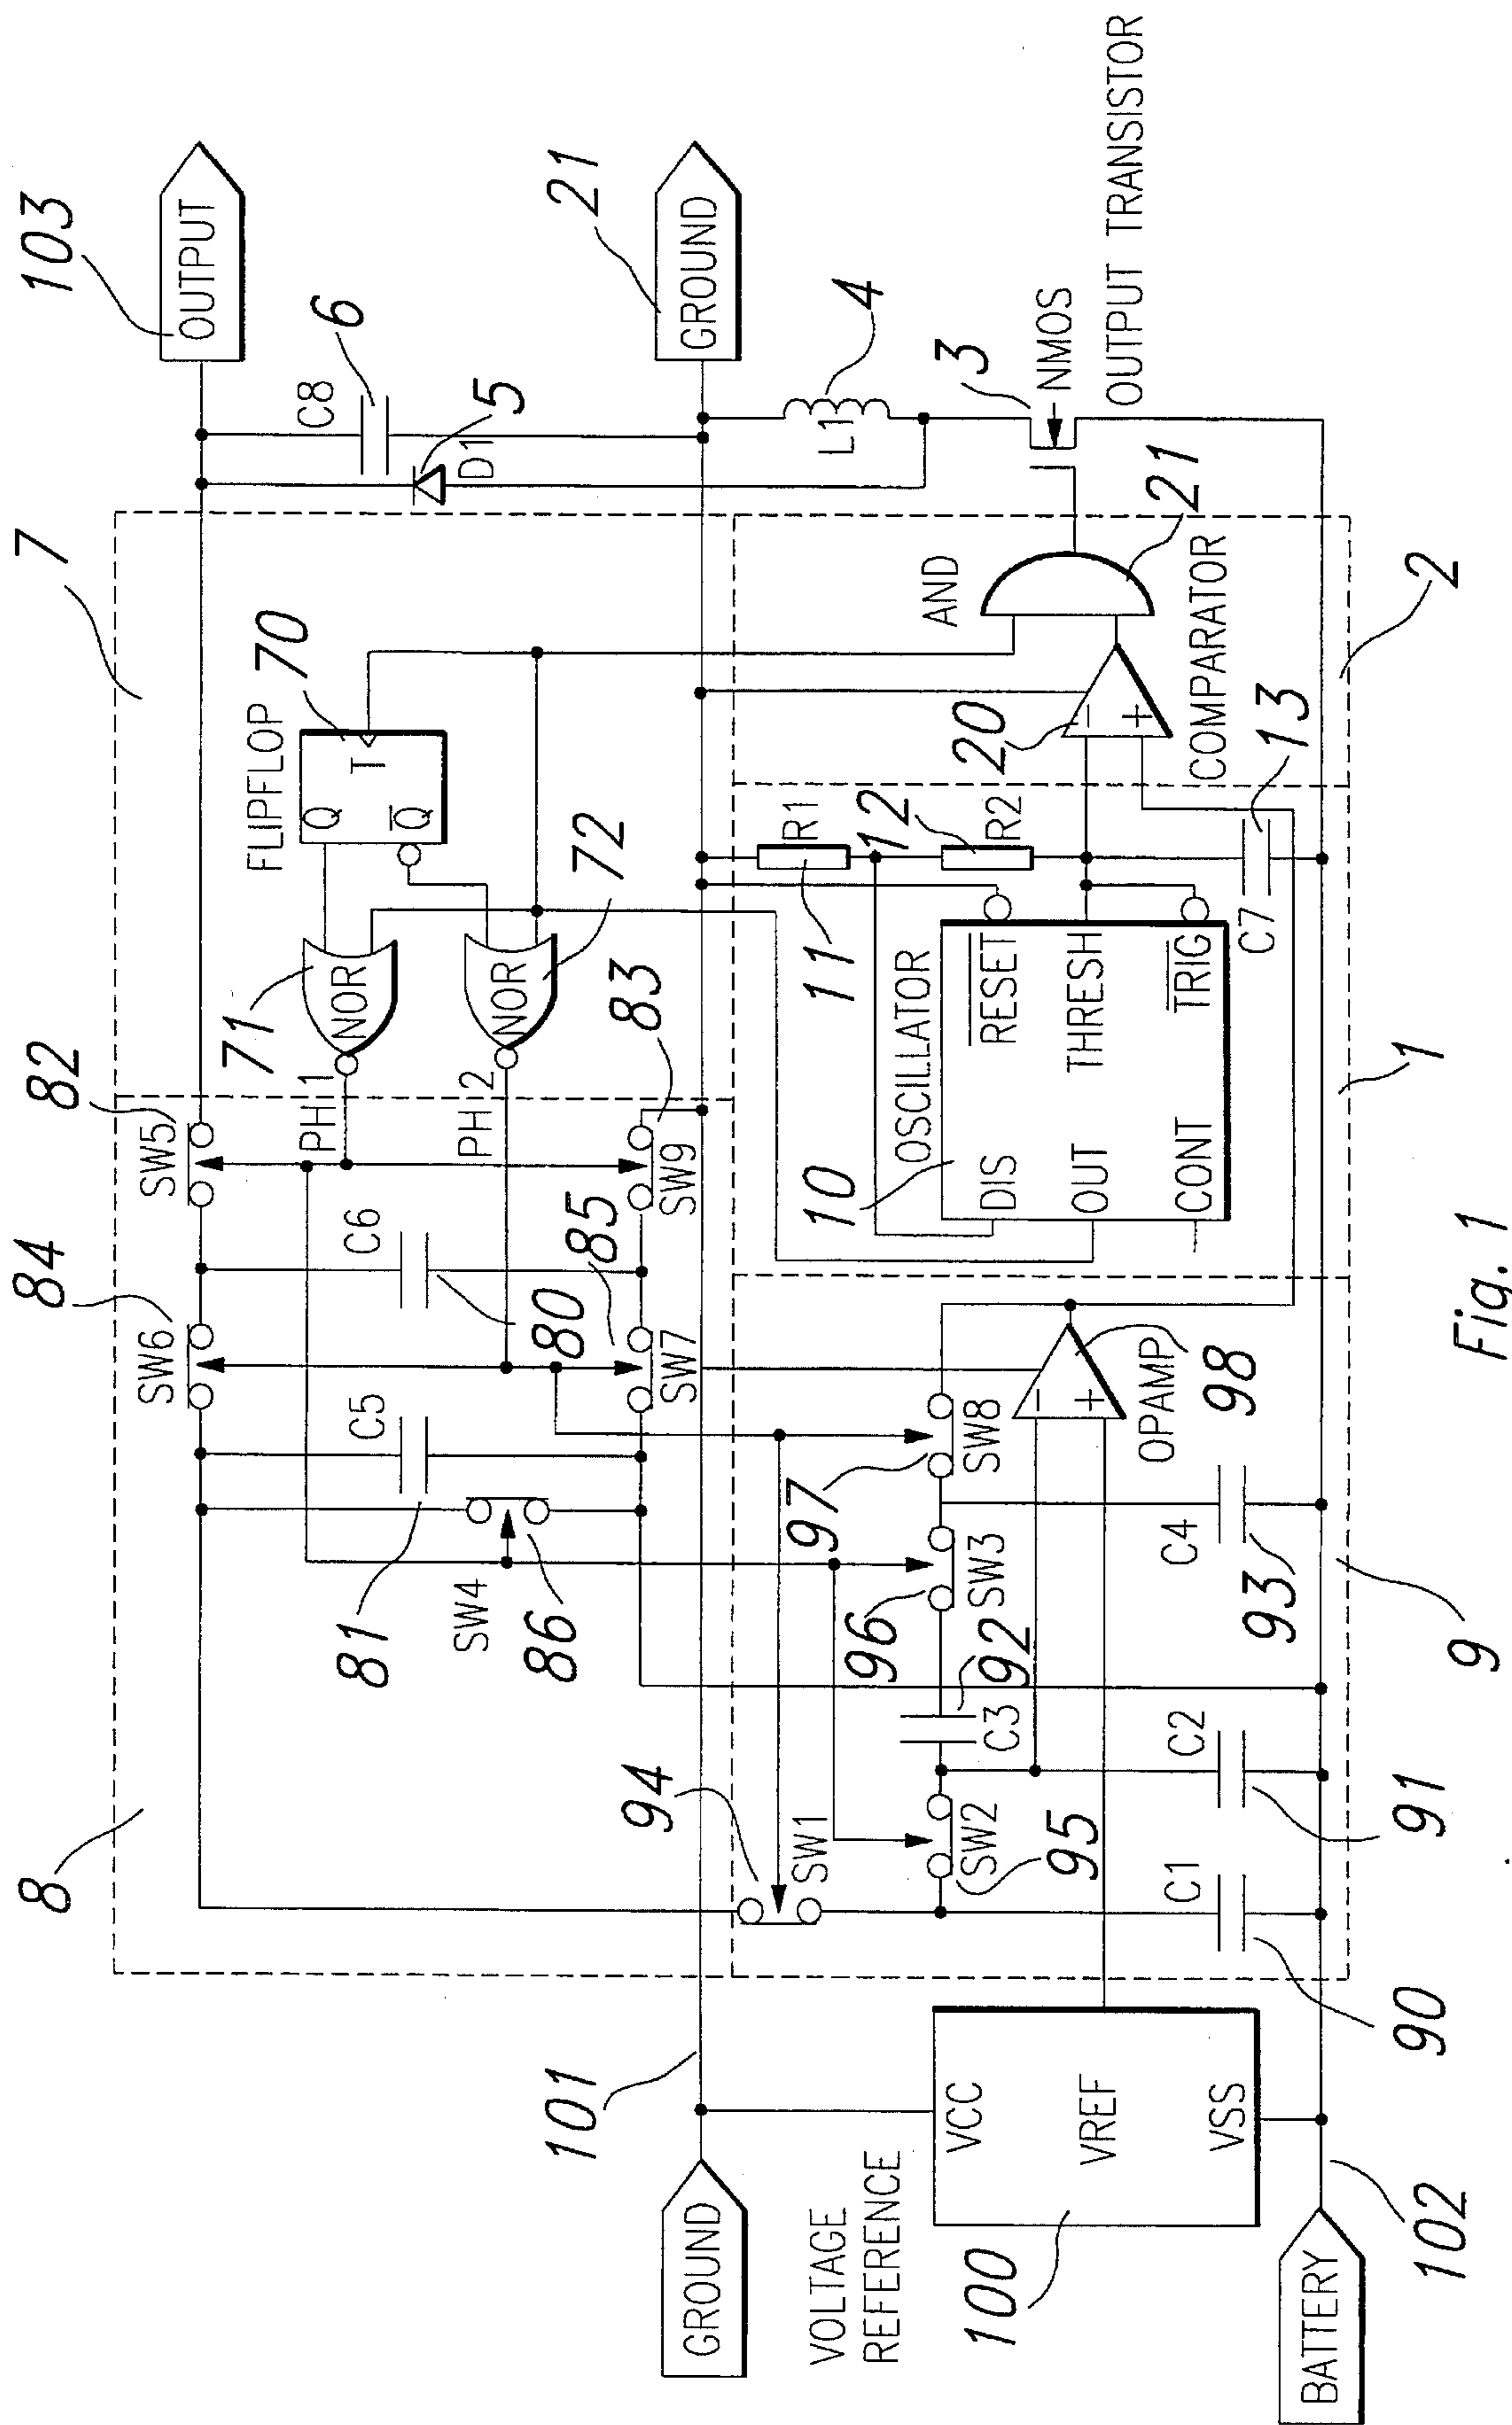 103
OUTPUT
21
GROUND
6
C8
5
D1
4
L1
3
NMOS
OUTPUT TRANSISTOR
7
FLIPFLOP
70
Q
T
Q̅
71
NOR
72
NOR
PH1
PH2
AND
21
20
−
+
COMPARATOR
2
R1
11
12
R2
C7
13
OSCILLATOR
10
R̅E̅S̅E̅T̅
THRESH
T̅R̅I̅G̅
DIS
OUT
CONT
1
82
SW5
84
SW6
83
SW9
85
SW7
C6
80
C5
81
SW4
86
8
94
SW1
SW2
95
96
SW3
97
SW8
92
C3
−
+
OPAMP
98
C4
93
C2
91
C1
90
9
101
GROUND
VOLTAGE
REFERENCE
100
VCC
VREF
VSS
BATTERY
102
Fig. 1